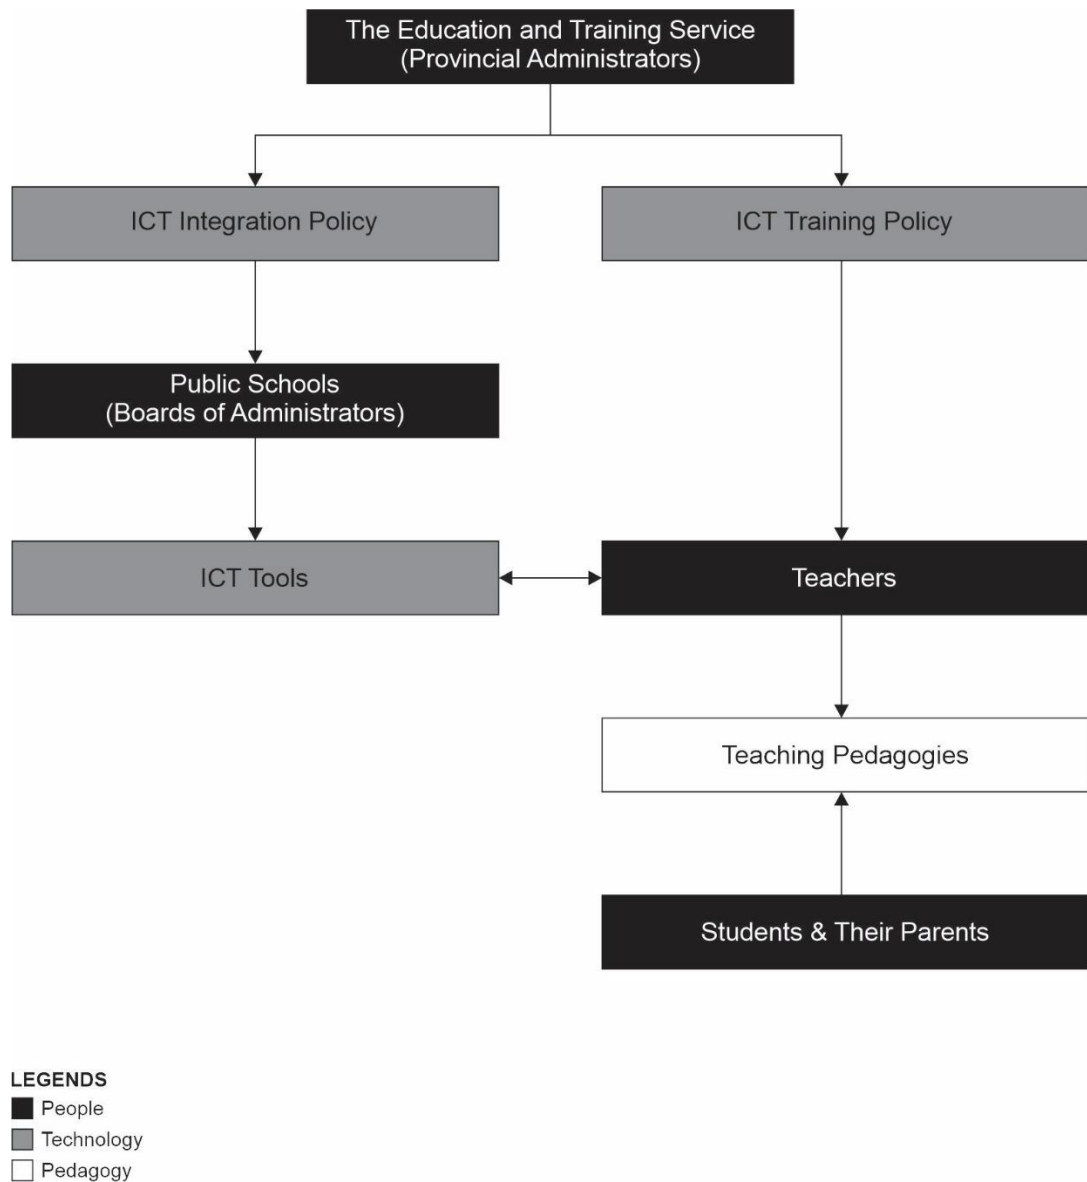 The Education and Training Service
(Provincial Administrators)
ICT Integration Policy
ICT Training Policy
Public Schools
(Boards of Administrators)
ICT Tools
Teachers
Teaching Pedagogies
Students & Their Parents
LEGENDS
People
Technology
Pedagogy